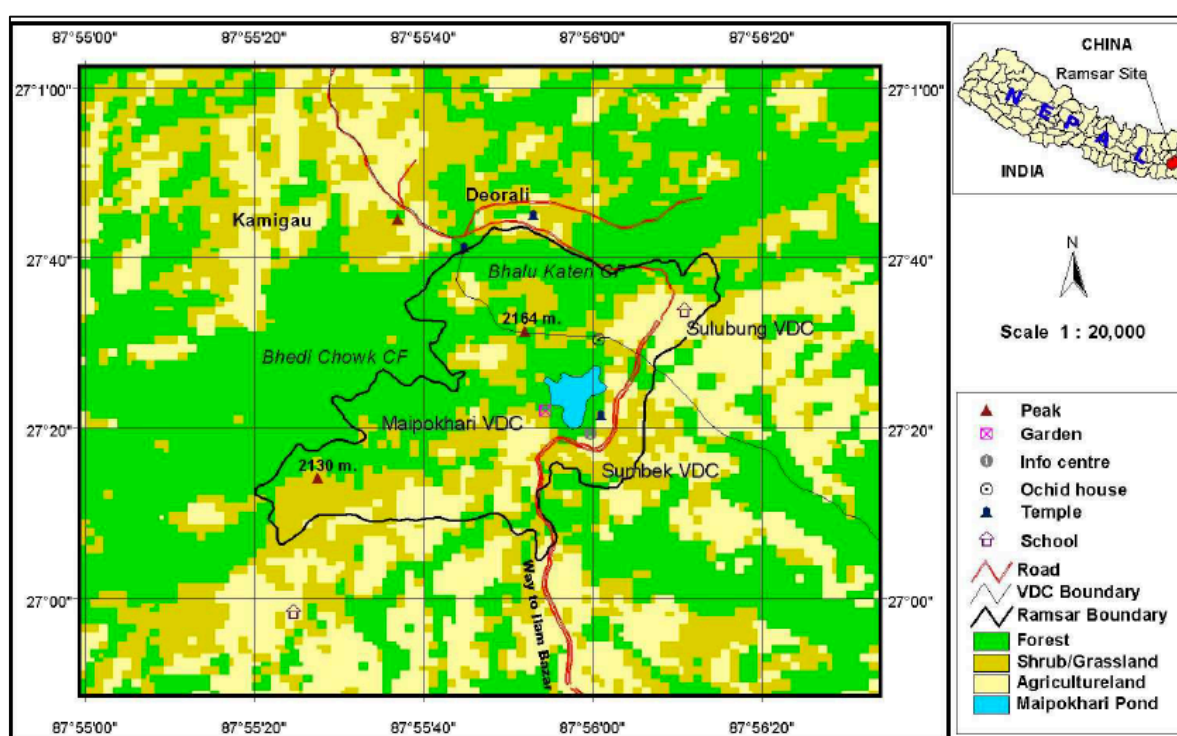 87°55'00" 87°55'20" 87°55'40" 87°56'00" 87°56'20"
27°1'00" 27°1'00"
Deorali
Kamigau
27°40" 27°40"
Bhalu Katen CF
2164 m.
Sulubung VDC
Bhedi Chowk CF
Maipokhari VDC
27°20" 27°20"
2130 m.
Sumbek VDC
27°00" 27°00"
Way to Ilam Bazar
87°55'00" 87°55'20" 87°55'40" 87°56'00" 87°56'20"
CHINA
Ramsar Site
NEPAL
INDIA
N
Scale 1 : 20,000
Peak
Garden
Info centre
Ochid house
Temple
School
Road
VDC Boundary
Ramsar Boundary
Forest
Shrub/Grassland
Agricultureland
Maipokhari Pond